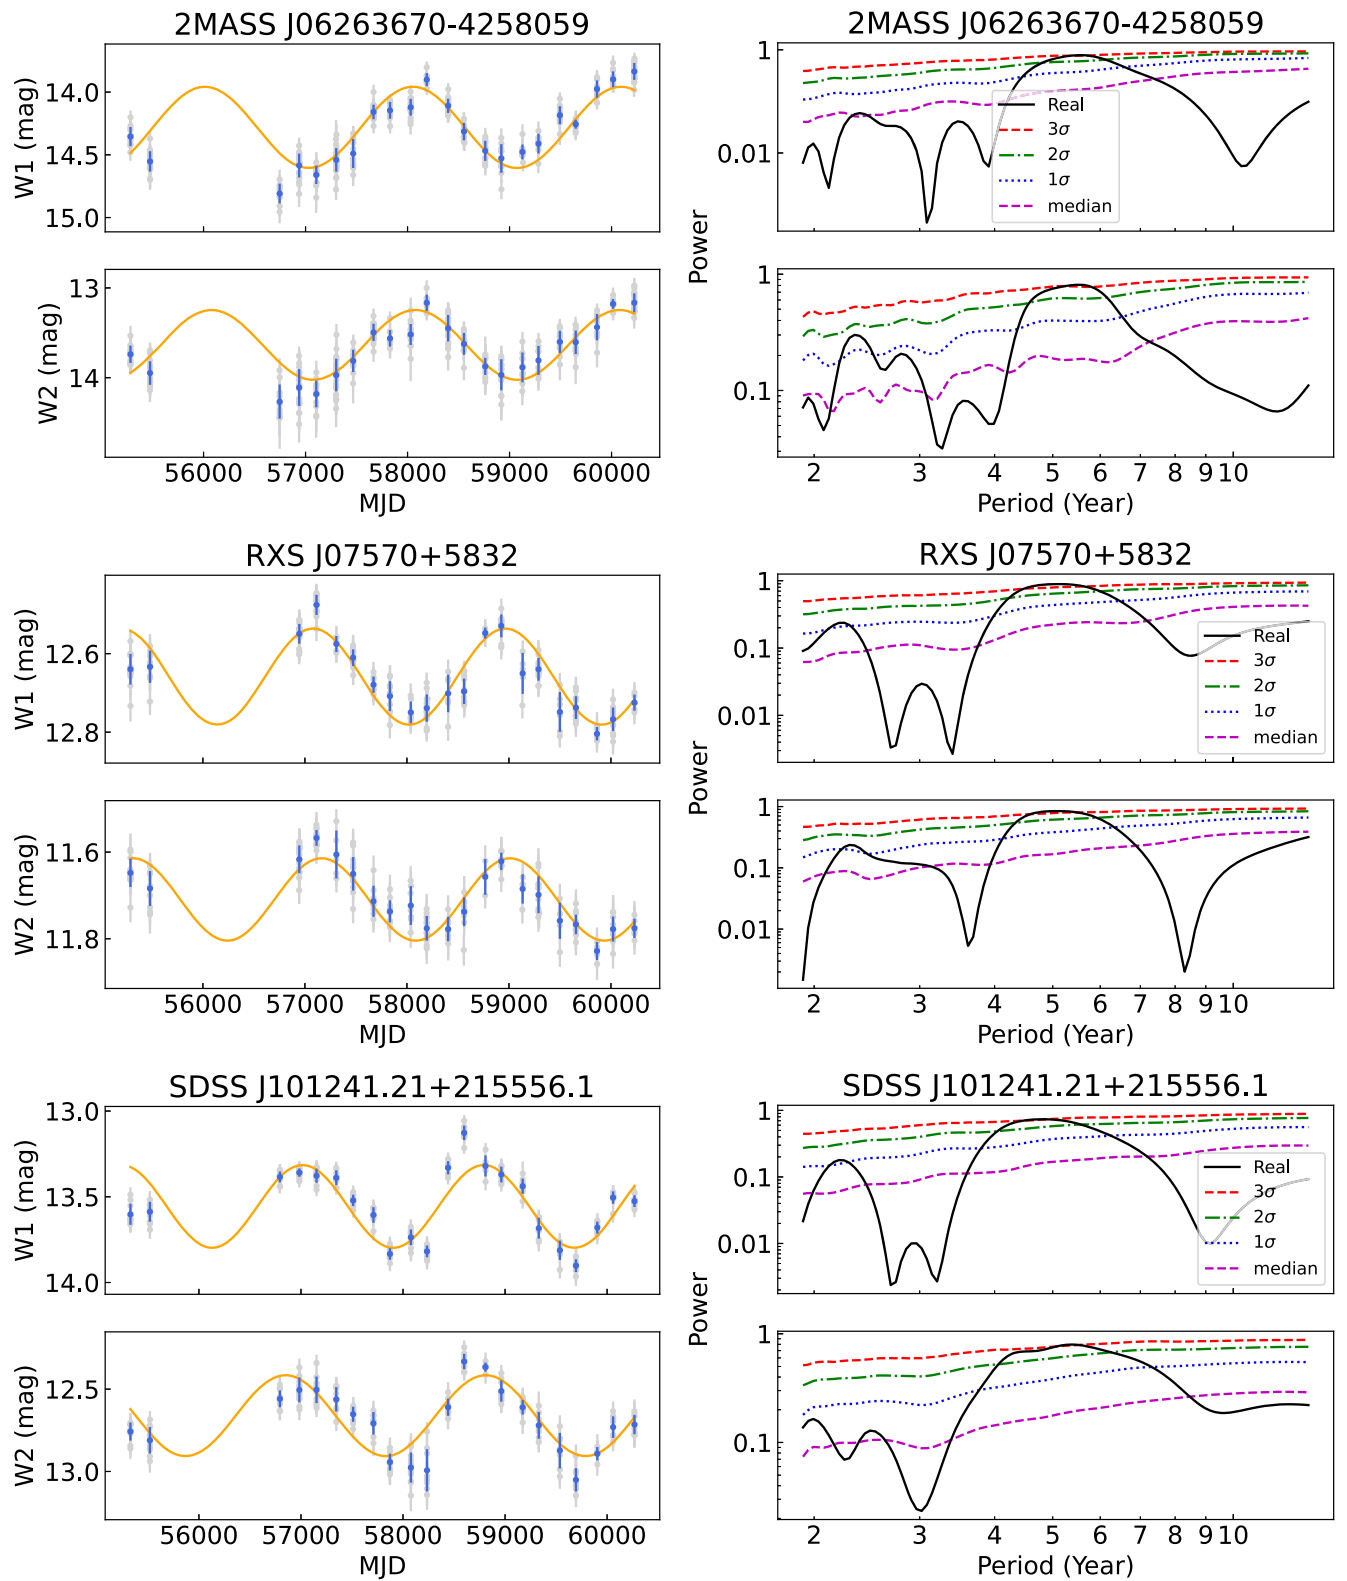 2MASS J06263670-4258059
2MASS J06263670-4258059
W1 (mag)
14.0
14.5
15.0
W2 (mag)
13
14
56000 57000 58000 59000 60000
MJD
Power
1
0.01
Real
3σ
2σ
1σ
median
1
0.1
2 3 4 5 6 7 8 9 10
Period (Year)
RXS J07570+5832
RXS J07570+5832
W1 (mag)
12.6
12.8
W2 (mag)
11.6
11.8
56000 57000 58000 59000 60000
MJD
Power
1
0.1
0.01
Real
3σ
2σ
1σ
median
1
0.1
0.01
2 3 4 5 6 7 8 9 10
Period (Year)
SDSS J101241.21+215556.1
SDSS J101241.21+215556.1
W1 (mag)
13.0
13.5
14.0
W2 (mag)
12.5
13.0
56000 57000 58000 59000 60000
MJD
Power
1
0.1
0.01
Real
3σ
2σ
1σ
median
1
0.1
2 3 4 5 6 7 8 9 10
Period (Year)